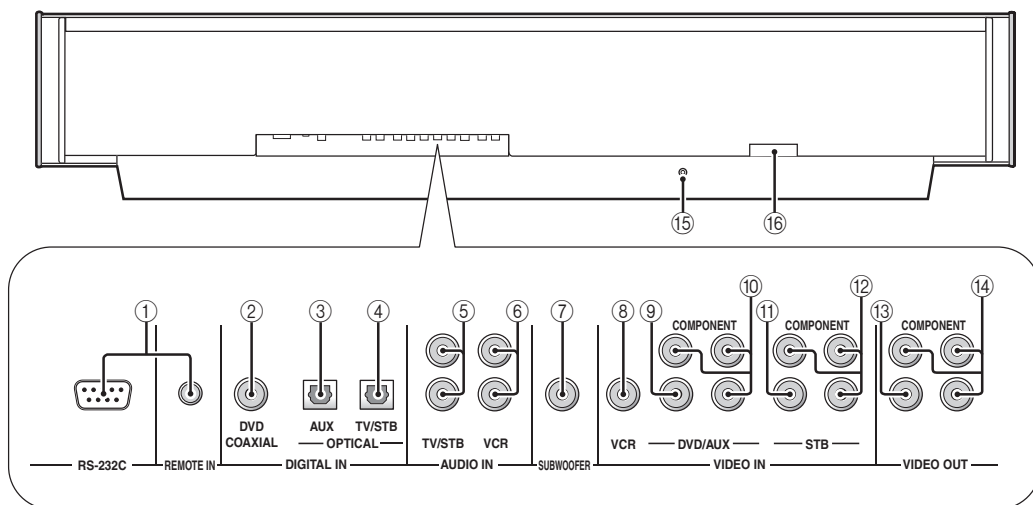 ⑮ ⑯
① ② ③ ④ ⑤ ⑥ ⑦ ⑧ ⑨ ⑩ ⑪ ⑫ ⑬ ⑭
COMPONENT COMPONENT COMPONENT
DVD AUX TV/STB
COAXIAL OPTICAL TV/STB VCR VCR DVD/AUX STB
RS-232C REMOTE IN DIGITAL IN AUDIO IN SUBWOOFER VIDEO IN VIDEO OUT